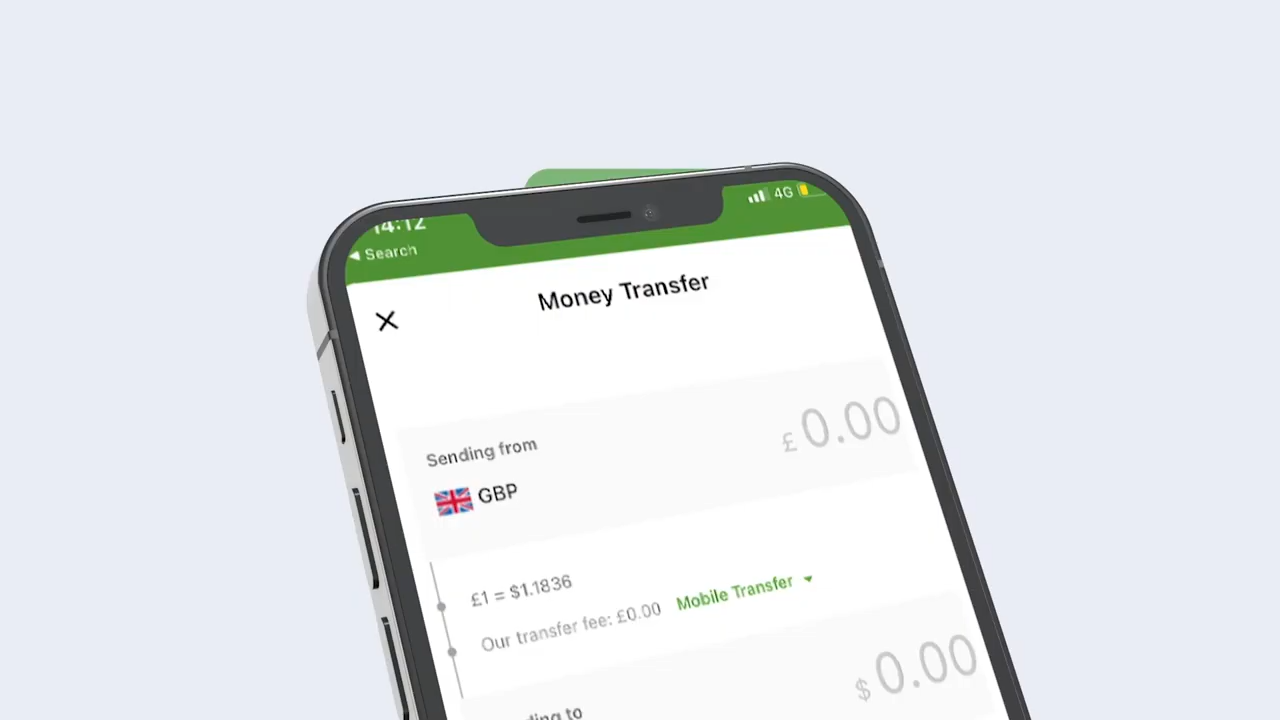 14:12
4G
◀ Search
Money Transfer
Sending from
£ 0.00
GBP
£1 = $1.1836
Our transfer fee: £0.00 Mobile Transfer
$ 0.00
to